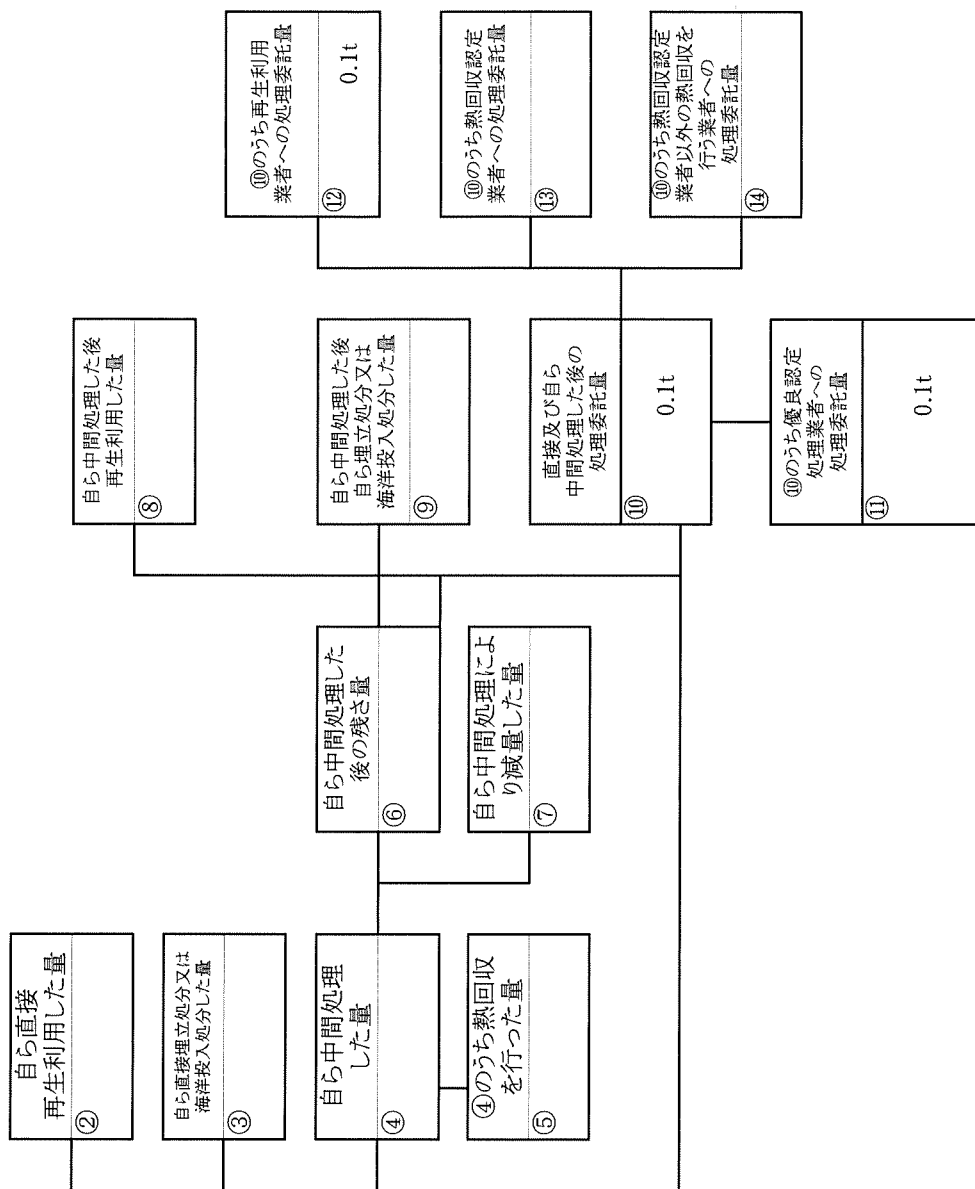 自ら直接
再生利用した量
②
自ら直接埋立処分又は
海洋投入処分した量
③
自ら中間処理
した量
④
④のうち熱回収
を行った量
⑤
自ら中間処理した
後の残さ量
⑥
自ら中間処理によ
り減量した量
⑦
自ら中間処理した後
再生利用した量
⑧
自ら中間処理した後
自ら埋立処分又は
海洋投入処分した量
⑨
直接及び自ら
中間処理した後の
処理委託量
⑩
0.1t
⑩のうち優良認定
処理業者への
処理委託量
⑪
0.1t
⑩のうち再生利用
業者への処理委託量
⑫
0.1t
⑩のうち熱回収認定
業者への処理委託量
⑬
⑩のうち熱回収認定
業者以外の熱回収を
行う業者への
処理委託量
⑭